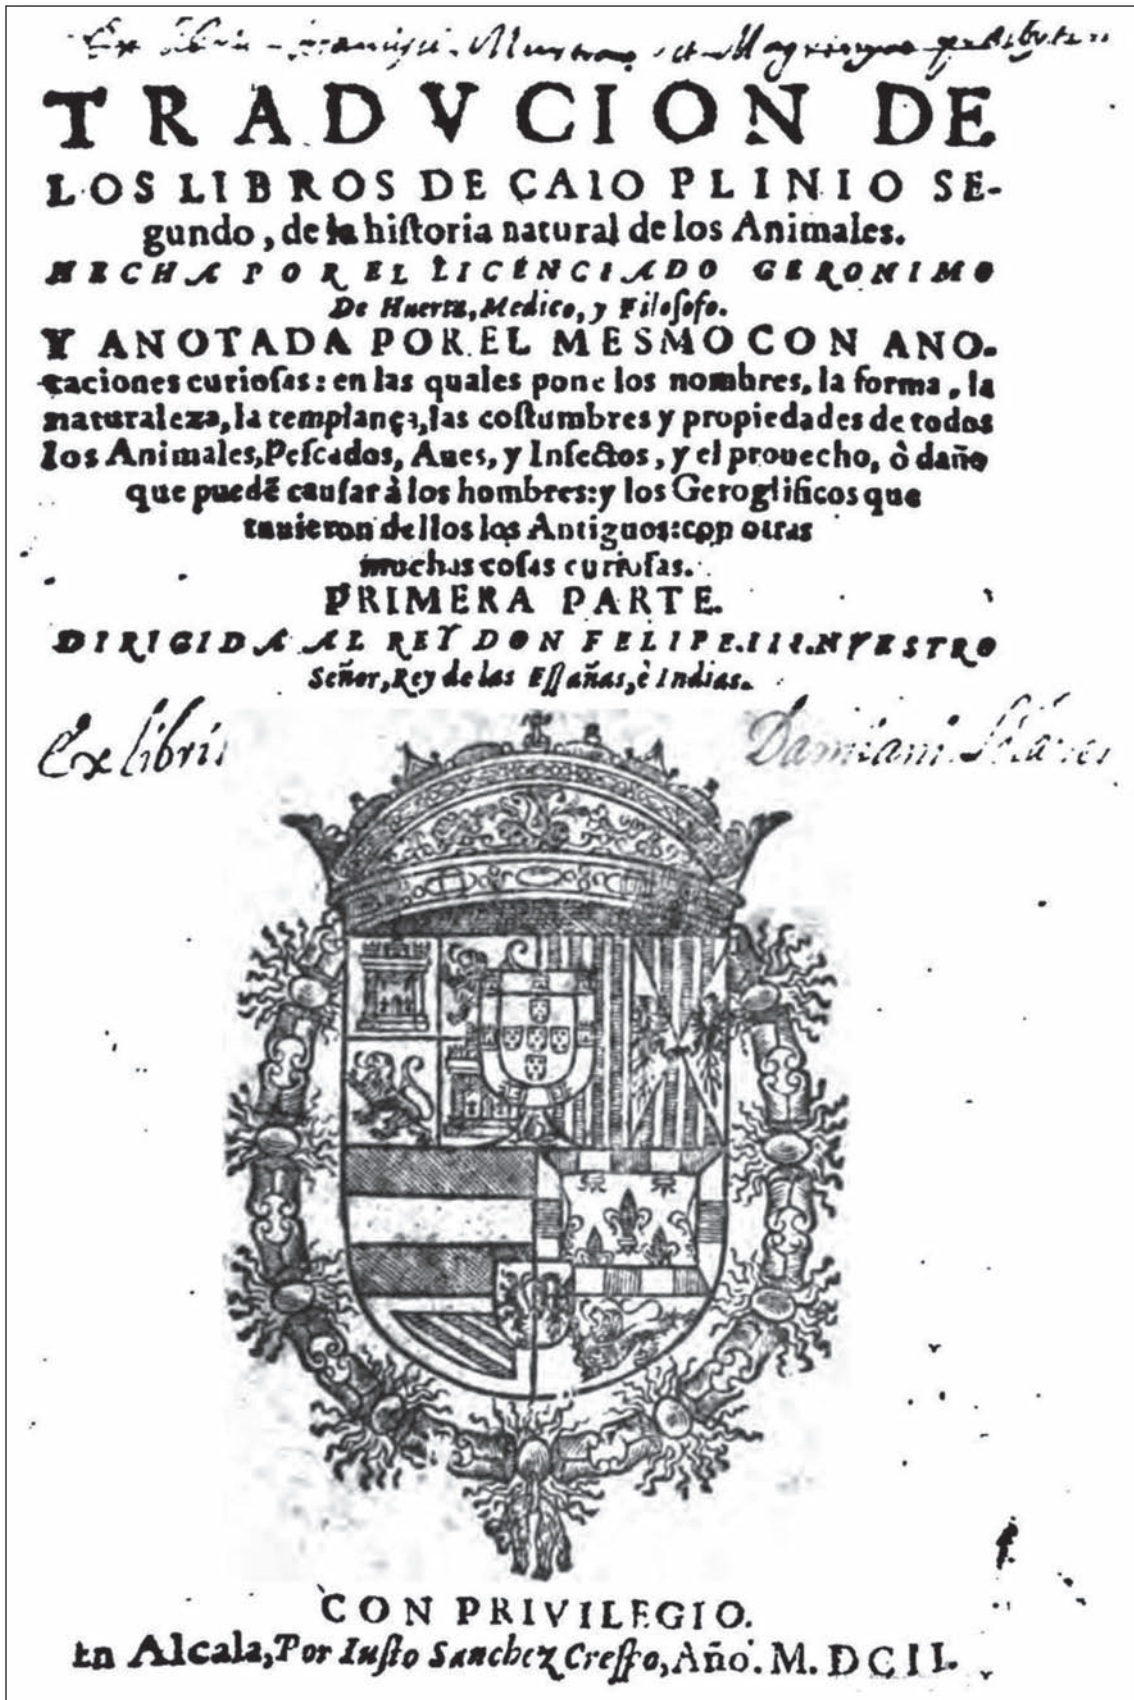 Ex libris
TRADVCION DE
LOS LIBROS DE CAIO PLINIO SE-
gundo, de la hiſtoria natural de los Animales.
HECHA POR EL LICENCIADO GERONIMO
De Huerta, Medico, y Filoſofo.
Y ANOTADA POR EL MESMO CON ANO-
taciones curioſas: en las quales pone los nombres, la forma, la
naturaleza, la templança, las coſtumbres y propiedades de todos
los Animales, Peſcados, Aues, y Inſectos, y el prouecho, ò daño
que puedẽ cauſar à los hombres: y los Geroglificos que
tuuieron dellos los Antiguos: con otras
muchas coſas curioſas.
PRIMERA PARTE.
DIRIGIDA AL REY DON FELIPE.III.NVESTRO
Señor, Rey de las Eſpañas, è Indias.
Ex libris Damiani
CON PRIVILEGIO.
En Alcala, Por Iuſto Sanchez Creſpo, Año. M. DCII.